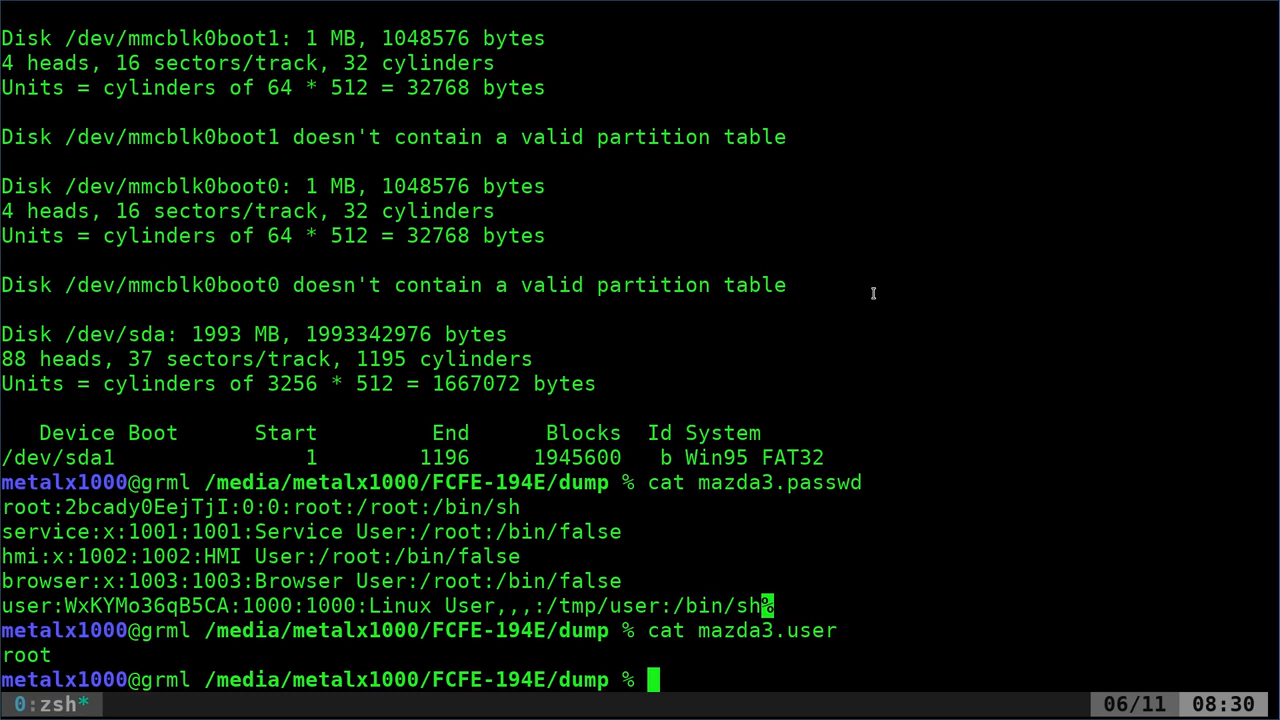 Disk /dev/mmcblk0boot1: 1 MB, 1048576 bytes
4 heads, 16 sectors/track, 32 cylinders
Units = cylinders of 64 * 512 = 32768 bytes
Disk /dev/mmcblk0boot1 doesn't contain a valid partition table
Disk /dev/mmcblk0boot0: 1 MB, 1048576 bytes
4 heads, 16 sectors/track, 32 cylinders
Units = cylinders of 64 * 512 = 32768 bytes
Disk /dev/mmcblk0boot0 doesn't contain a valid partition table
Disk /dev/sda: 1993 MB, 1993342976 bytes
88 heads, 37 sectors/track, 1195 cylinders
Units = cylinders of 3256 * 512 = 1667072 bytes
Device Boot      Start         End      Blocks  Id System
/dev/sda1               1        1196     1945600   b Win95 FAT32
metalx1000@grml /media/metalx1000/FCFE-194E/dump % cat mazda3.passwd
root:2bcady0EejTjI:0:0:root:/root:/bin/sh
service:x:1001:1001:Service User:/root:/bin/false
hmi:x:1002:1002:HMI User:/root:/bin/false
browser:x:1003:1003:Browser User:/root:/bin/false
user:WxKYMo36qB5CA:1000:1000:Linux User,,,:/tmp/user:/bin/sh%
metalx1000@grml /media/metalx1000/FCFE-194E/dump % cat mazda3.user
root
metalx1000@grml /media/metalx1000/FCFE-194E/dump %
0:zsh* 06/11 08:30